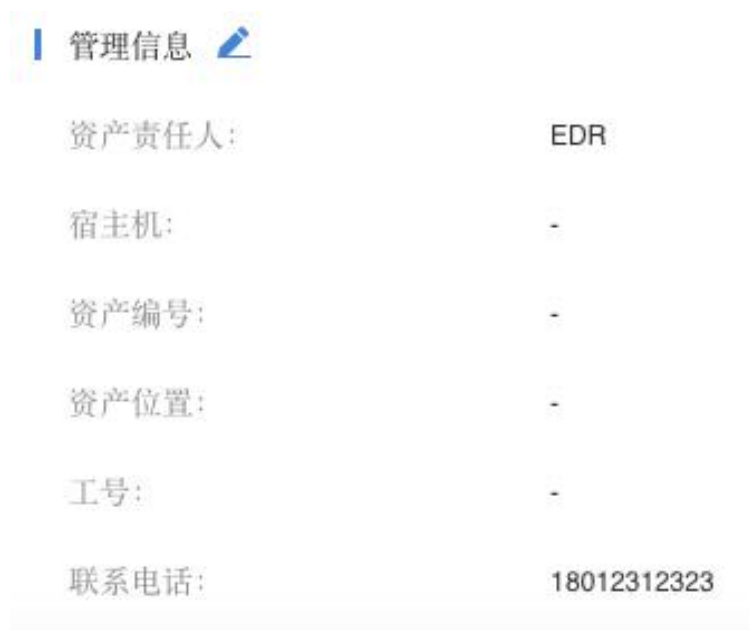 管理信息
资产责任人: EDR
宿主机: -
资产编号: -
资产位置: -
工号: -
联系电话: 18012312323